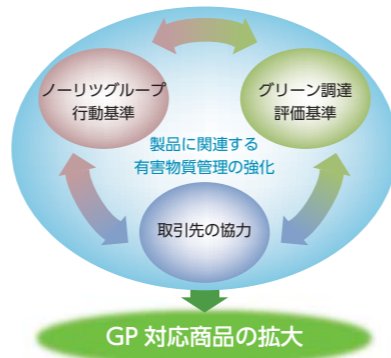 ノーリツグループ
行動基準
グリーン調達
評価基準
製品に関連する
有害物質管理の強化
取引先の協力
GP 対応商品の拡大